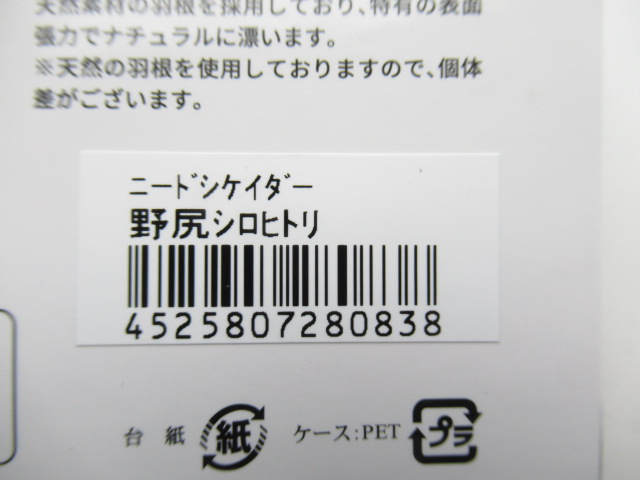 天然素材の羽根を採用しており、特有の表面
張力でナチュラルに漂います。
※天然の羽根を使用しておりますので、個体
差がございます。
ニードシケイダー
野尻シロヒトリ
4525807280838
台紙 紙 ケース:PET プラ